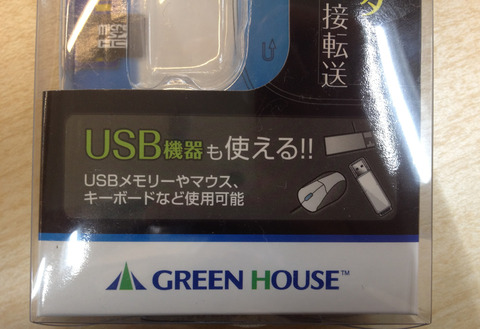 接転送
USB機器も使える!!
USBメモリーやマウス、
キーボードなど使用可能
GREEN HOUSE™